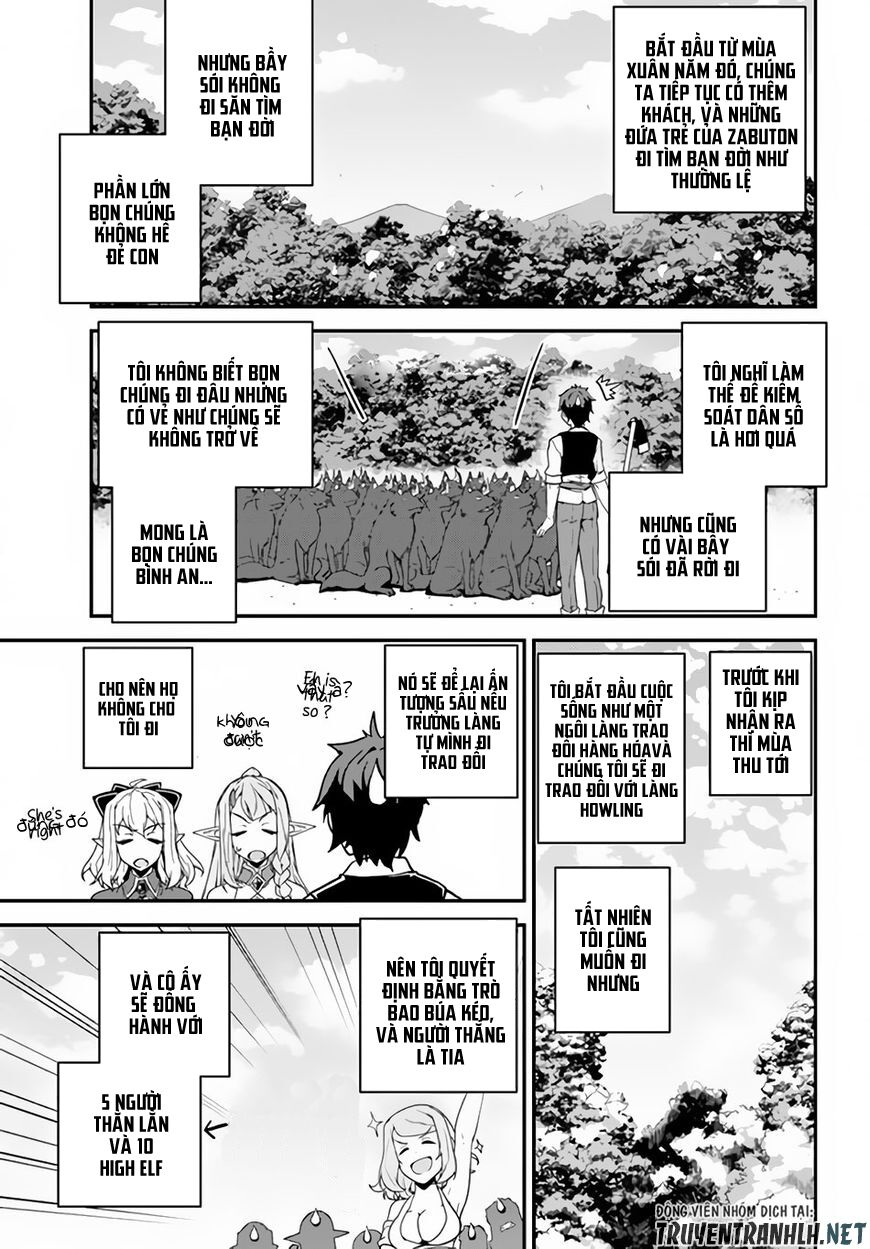 BẮT ĐẦU TỪ MÙA
XUÂN NĂM ĐÓ, CHÚNG
TA TIẾP TỤC CÓ THÊM
KHÁCH, VÀ NHỮNG
ĐỨA TRẺ CỦA ZABUTON
ĐI TÌM BẠN ĐỜI NHƯ
THƯỜNG LỆ
NHƯNG BẦY
SÓI KHÔNG
ĐI SĂN TÌM
BẠN ĐỜI
PHẦN LỚN
BỌN CHÚNG
KHÔNG HỀ
ĐẺ CON
TÔI NGHĨ LÀM
THẾ ĐỂ KIỂM
SOÁT DÂN SỐ
LÀ HƠI QUÁ
NHƯNG CŨNG
CÓ VÀI BẦY
SÓI ĐÃ RỜI ĐI
TÔI KHÔNG BIẾT BỌN
CHÚNG ĐI ĐÂU NHƯNG
CÓ VẺ NHƯ CHÚNG SẼ
KHÔNG TRỞ VỀ
MONG LÀ
BỌN CHÚNG
BÌNH AN...
TRƯỚC KHI
TÔI KỊP
NHẬN RA
THÌ MÙA
THU TỚI
TÔI BẮT ĐẦU CUỘC
SỐNG NHƯ MỘT
NGÔI LÀNG TRAO
ĐỔI HÀNG HÓAVÀ
CHÚNG TÔI SẼ ĐI
TRAO ĐỔI VỚI LÀNG
HOWLING
TẤT NHIÊN
TÔI CŨNG
MUỐN ĐI
NHƯNG
NÓ SẼ ĐỂ LẠI ẤN
TƯỢNG SÂU NẾU
TRƯỞNG LÀNG
TỰ MÌNH ĐI
TRAO ĐỔI
Eh is
that
so?
vậy à?
không
được
CHO NÊN HỌ
KHÔNG CHO
TÔI ĐI
She's
right
đúng đó
NÊN TÔI QUYẾT
ĐỊNH BẰNG TRÒ
BAO BÚA KÉO,
VÀ NGƯỜI THẮNG
LÀ TIA
VÀ CÔ ẤY
SẼ ĐỒNG
HÀNH VỚI
5 NGƯỜI
THẰN LẰN
VÀ 10
HIGH ELF
ĐỘNG VIÊN NHÓM DỊCH TẠI:
TRUYENTRANHLH.NET